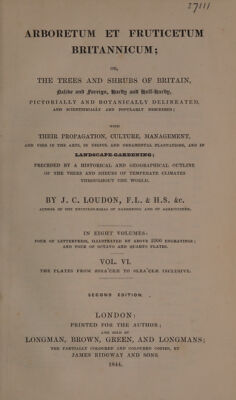 27111
ARBORETUM ET FRUTICETUM
BRITANNICUM;
OR,
THE TREES AND SHRUBS OF BRITAIN,
Native and Foreign, Hardy and Half-Hardy,
PICTORIALLY AND BOTANICALLY DELINEATED,
AND SCIENTIFICALLY AND POPULARLY DESCRIBED;
WITH
THEIR PROPAGATION, CULTURE, MANAGEMENT,
AND USES IN THE ARTS, IN USEFUL AND ORNAMENTAL PLANTATIONS, AND IN
LANDSCAPE-GARDENING;
PRECEDED BY A HISTORICAL AND GEOGRAPHICAL OUTLINE
OF THE TREES AND SHRUBS OF TEMPERATE CLIMATES
THROUGHOUT THE WORLD.
BY J. C. LOUDON, F.L. & H.S. &c.
AUTHOR OF THE ENCYCLOPÆDIAS OF GARDENING AND OF AGRICULTURE.
IN EIGHT VOLUMES:
FOUR OF LETTERPRESS, ILLUSTRATED BY ABOVE 2500 ENGRAVINGS;
AND FOUR OF OCTAVO AND QUARTO PLATES.
VOL. VI.
THE PLATES FROM ROSA'CEÆ TO OLEA'CEÆ INCLUSIVE.
SECOND EDITION.
LONDON:
PRINTED FOR THE AUTHOR;
AND SOLD BY
LONGMAN, BROWN, GREEN, AND LONGMANS;
THE PARTIALLY COLOURED AND COLOURED COPIES, BY
JAMES RIDGWAY AND SONS.
1844.